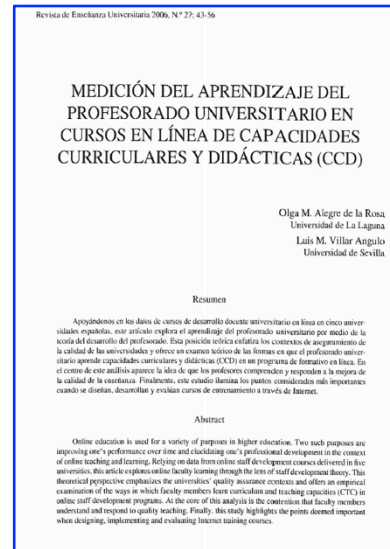 Revista de Enseñanza Universitaria 2006, N.º 27; 43-56
MEDICIÓN DEL APRENDIZAJE DEL
PROFESORADO UNIVERSITARIO EN
CURSOS EN LÍNEA DE CAPACIDADES
CURRICULARES Y DIDÁCTICAS (CCD)
Olga M. Alegre de la Rosa
Universidad de La Laguna
Luis M. Villar Angulo
Universidad de Sevilla
Resumen
Apoyándonos en los datos de cursos de desarrollo docente universitario en línea en cinco univer-
sidades españolas, este artículo explora el aprendizaje del profesorado universitario por medio de la
teoría del desarrollo del profesorado. Esta posición teórica enfatiza los contextos de aseguramiento de
la calidad de las universidades y ofrece un examen teórico de las formas en que el profesorado univer-
sitario aprende capacidades curriculares y didácticas (CCD) en un programa de formativo en línea. En
el centro de este análisis aparece la idea de que los profesores comprenden y responden a la mejora de
la calidad de la enseñanza. Finalmente, este estudio ilumina los puntos considerados más importantes
cuando se diseñan, desarrollan y evalúan cursos de entrenamiento a través de Internet.
Abstract
Online education is used for a variety of purposes in higher education. Two such purposes are
improving one's performance over time and elucidating one's professional development in the context
of online teaching and learning. Relying on data from online staff development courses delivered in five
universities, this article explores online faculty learning through the lens of staff development theory. This
theoretical perspective emphasizes the universities' quality assurance contexts and offers an empirical
examination of the ways in which faculty members learn curriculum and teaching capacities (CTC) in
online staff development programs. At the core of this analysis is the contention that faculty members
understand and respond to quality teaching. Finally, this study highlights the points deemed important
when designing, implementing and evaluating Internet training courses.